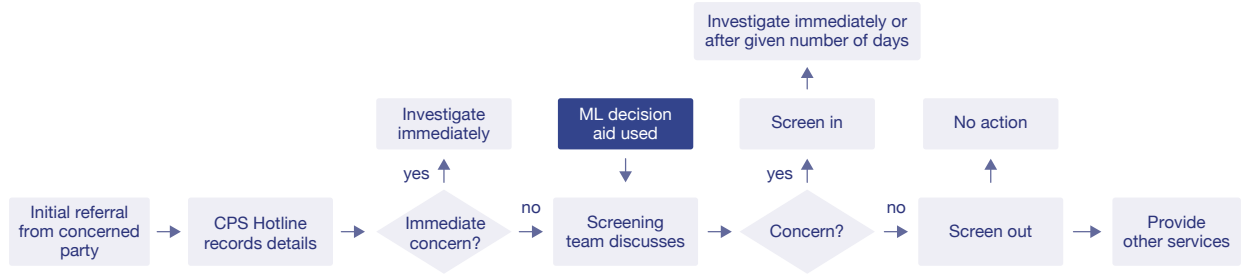 Investigate immediately or
after given number of days
Investigate
immediately
ML decision
aid used
Screen in
No action
yes
yes
Initial referral
from concerned
party
CPS Hotline
records details
Immediate
concern?
no
Screening
team discusses
Concern?
no
Screen out
Provide
other services